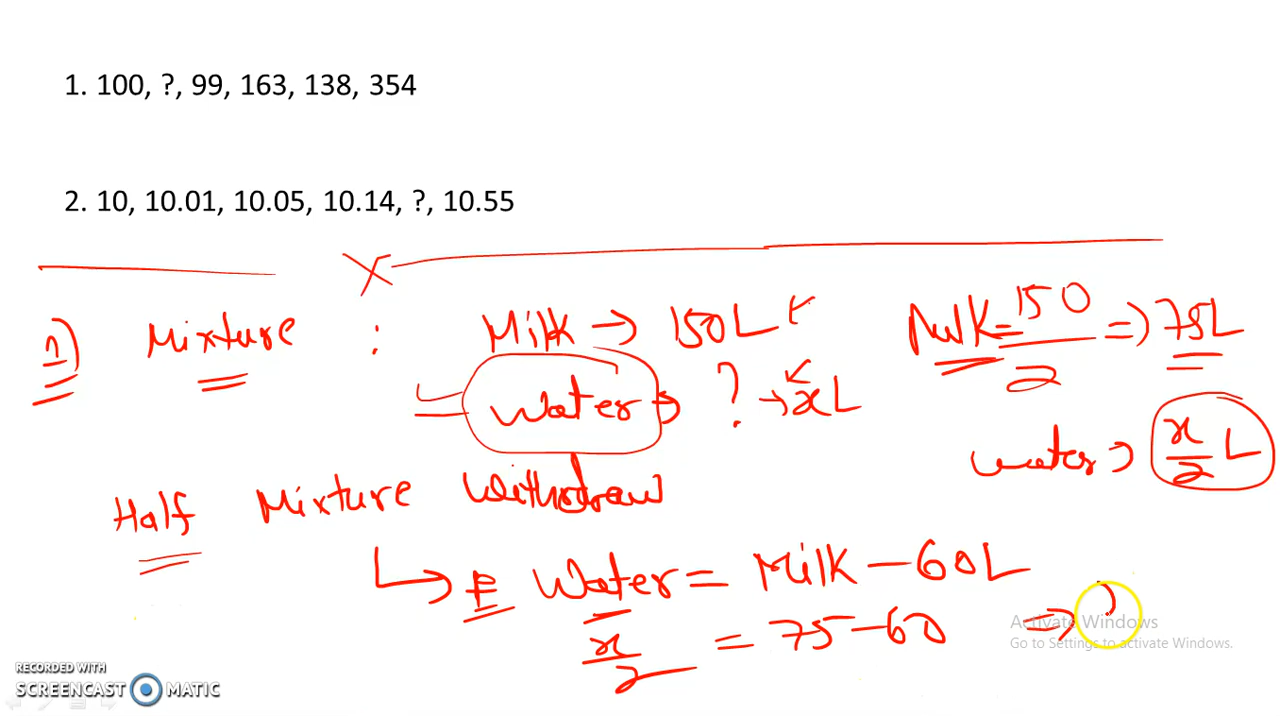 1. 100, ?, 99, 163, 138, 354
2. 10, 10.01, 10.05, 10.14, ?, 10.55
X
1) Mixture : Milk → 150L Milk = 150/2 => 75L
Water → ? → xL
water → x/2 L
Half Mixture Withdraw
Water = Milk - 60L
x/2 = 75 - 60 =>
Activate Windows
Go to Settings to activate Windows.
RECORDED WITH
SCREENCAST MATIC